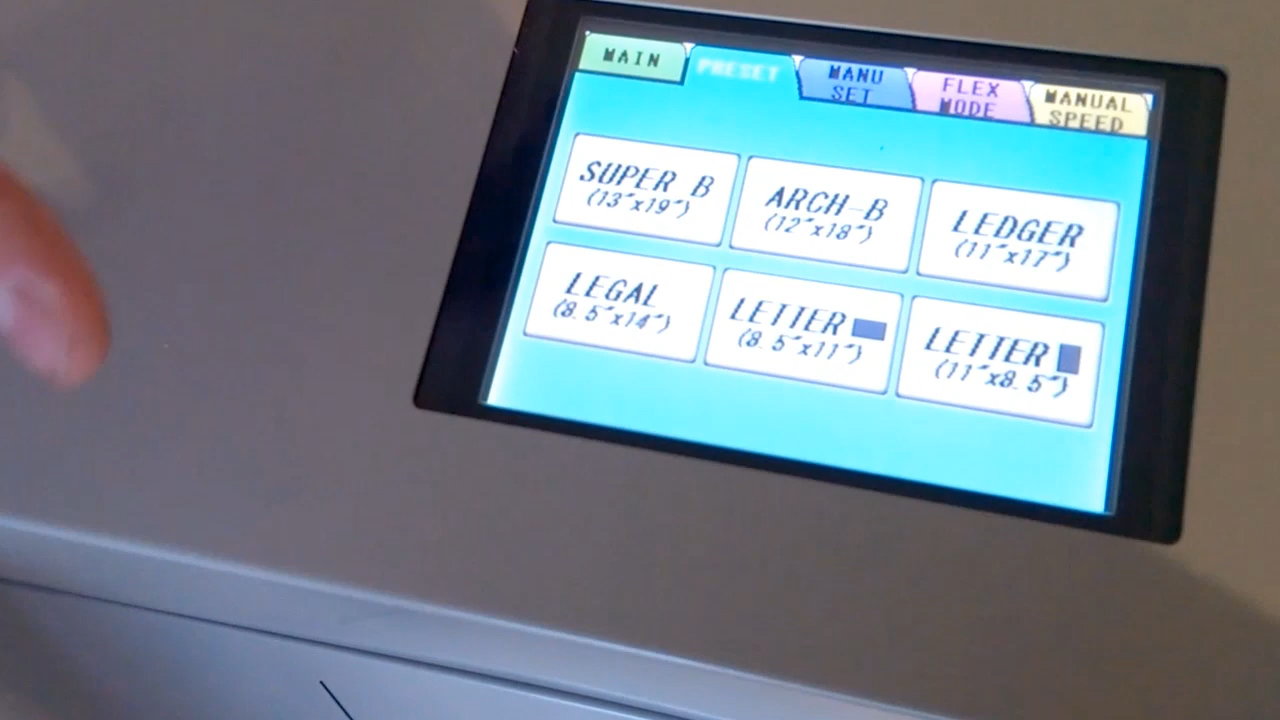 MAIN
PRESET
MANU
SET
FLEX
MODE
MANUAL
SPEED
SUPER B
(13"x19")
ARCH-B
(12"x18")
LEDGER
(11"x17")
LEGAL
(8.5"x14")
LETTER
(8.5"x11")
LETTER
(11"x8.5")